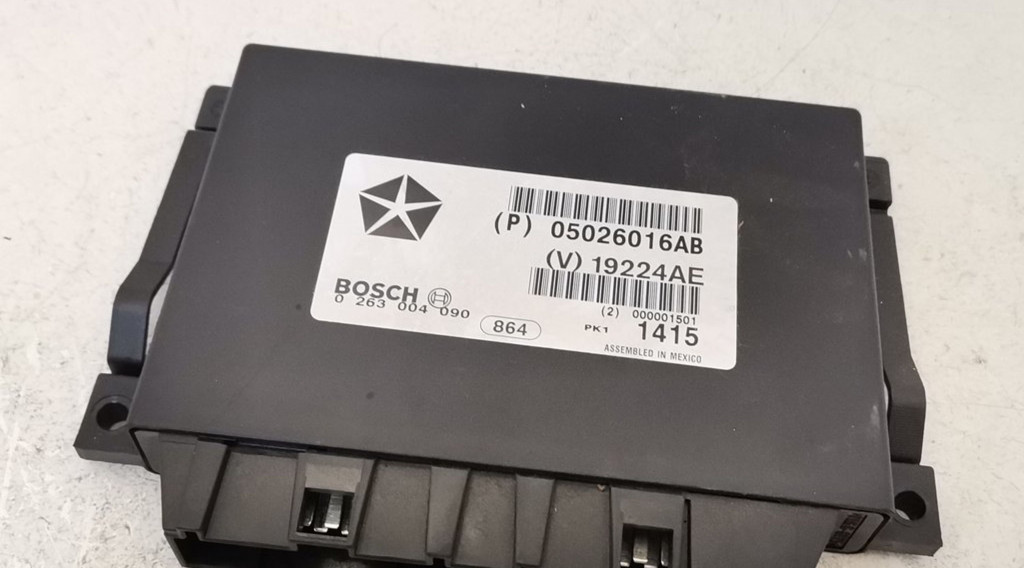 (P) 05026016AB
(V) 19224AE
BOSCH
0 263 004 090
(2) 000001501
864
PK1 1415
ASSEMBLED IN MEXICO